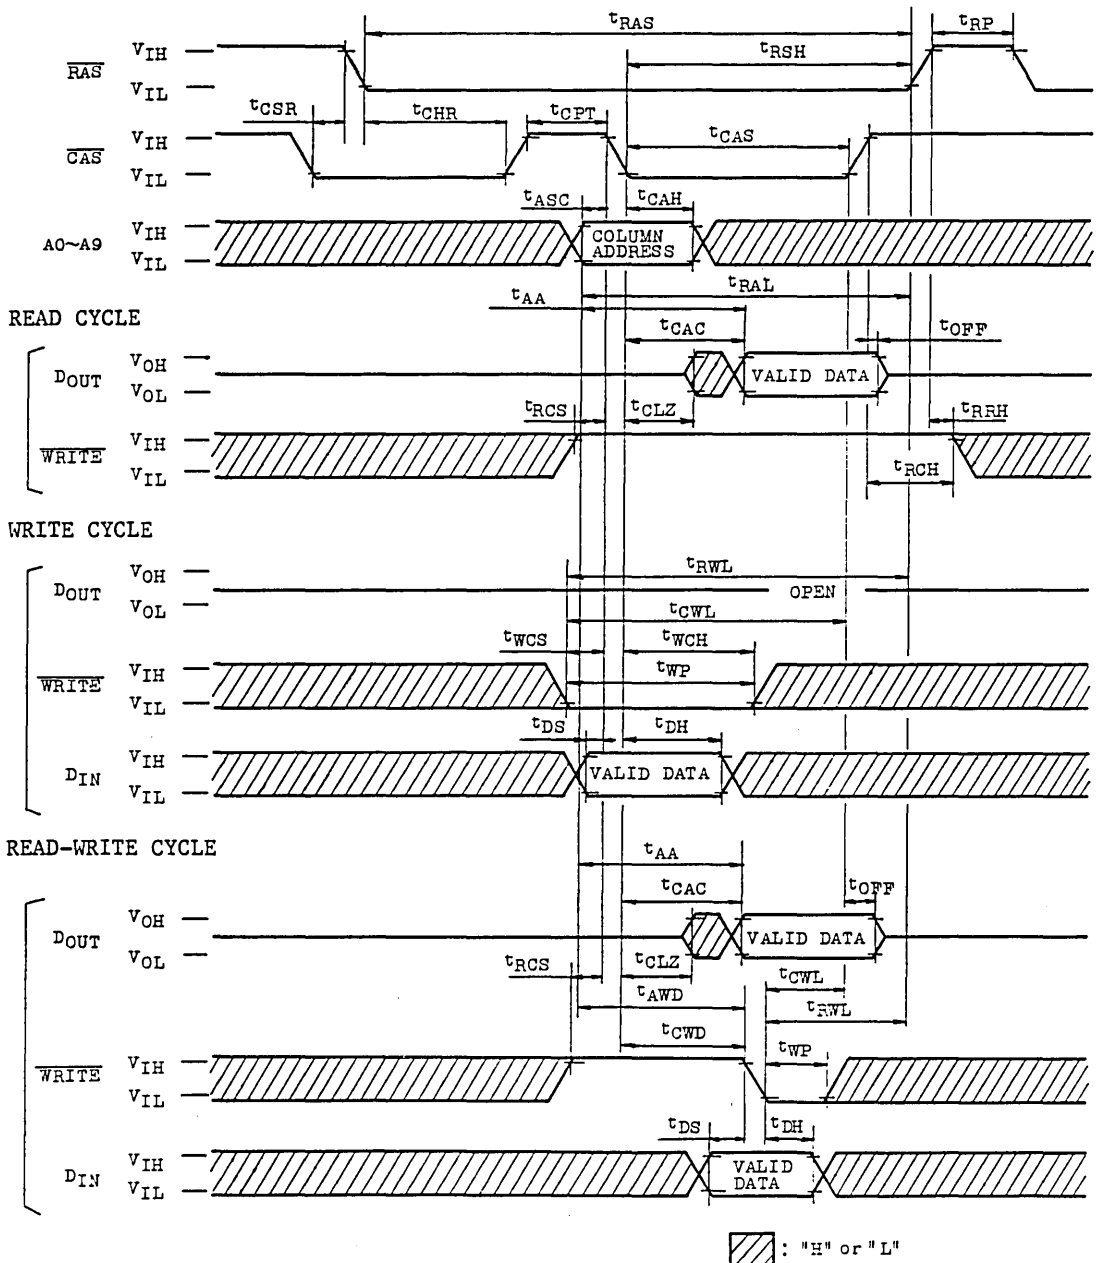 tRAS
tRP
tRSH
RAS
VIH
VIL
tCSR
tCHR
tCPT
tCAS
CAS
VIH
VIL
tASC
tCAH
A0~A9
VIH
VIL
COLUMN
ADDRESS
tRAL
tAA
READ CYCLE
tCAC
tOFF
DOUT
VOH
VOL
VALID DATA
tRCS
tCLZ
tRRH
WRITE
VIH
VIL
tRCH
WRITE CYCLE
tRWL
DOUT
VOH
VOL
OPEN
tCWL
tWCS
tWCH
WRITE
VIH
VIL
tWP
tDS
tDH
DIN
VIH
VIL
VALID DATA
READ-WRITE CYCLE
tAA
tCAC
tOFF
DOUT
VOH
VOL
VALID DATA
tRCS
tCLZ
tCWL
tAWD
tRWL
tCWD
tWP
WRITE
VIH
VIL
tDS
tDH
DIN
VIH
VIL
VALID
DATA
: "H" or "L"